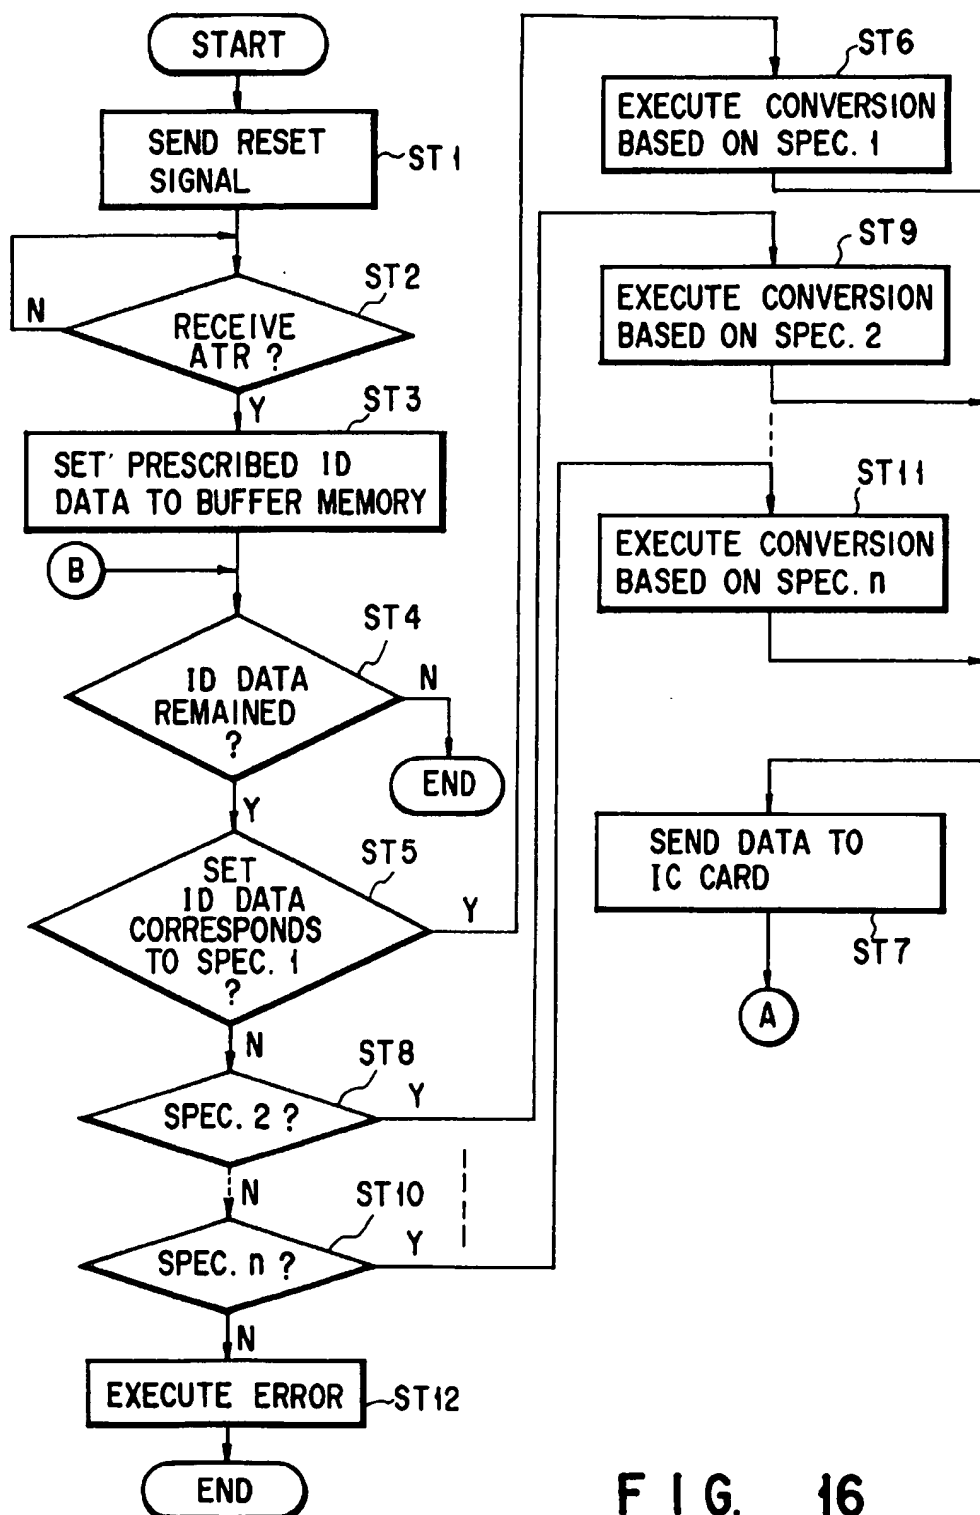 START
SEND RESET
SIGNAL
ST1
ST2
N
RECEIVE
ATR ?
Y
ST3
SET' PRESCRIBED ID
DATA TO BUFFER MEMORY
B
ST4
ID DATA
REMAINED
?
N
END
Y
ST5
SET
ID DATA
CORRESPONDS
TO SPEC. 1
?
Y
N
ST8
SPEC. 2 ?
Y
N
ST10
SPEC. n ?
Y
N
EXECUTE ERROR
ST12
END
ST6
EXECUTE CONVERSION
BASED ON SPEC. 1
ST9
EXECUTE CONVERSION
BASED ON SPEC. 2
ST11
EXECUTE CONVERSION
BASED ON SPEC. n
SEND DATA TO
IC CARD
ST7
A
FIG. 16